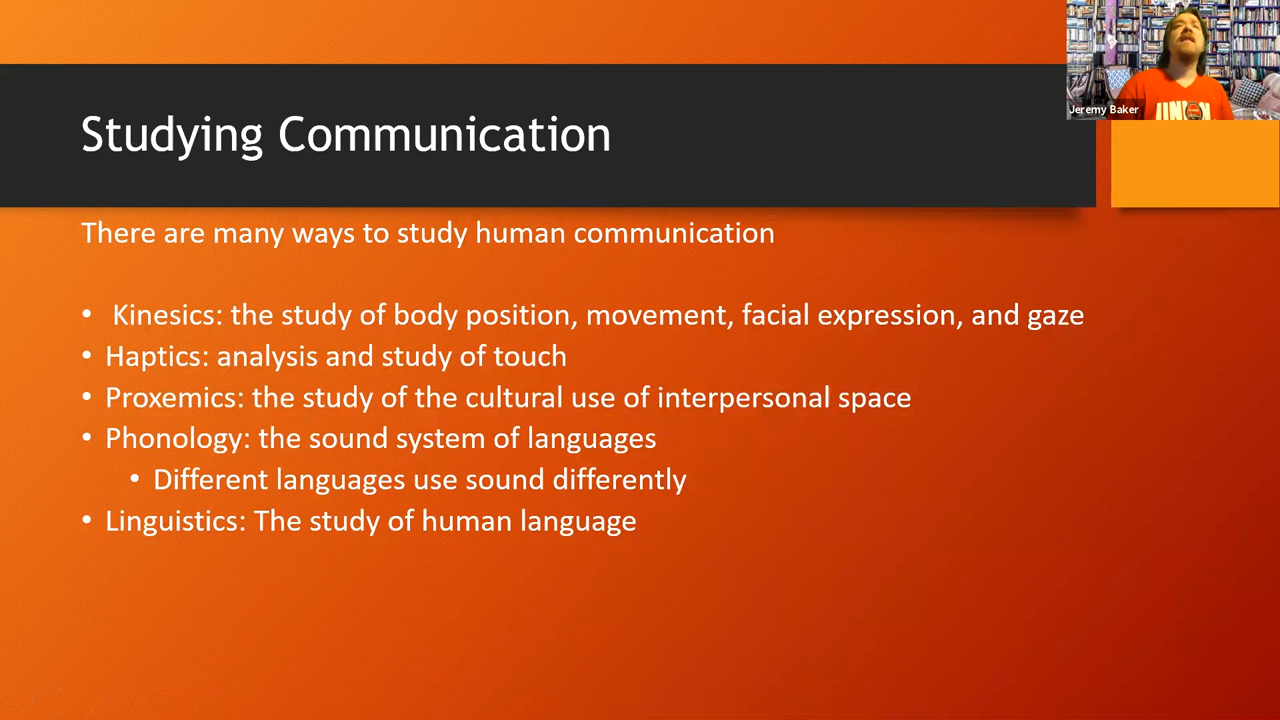 Studying Communication
Jeremy Baker
There are many ways to study human communication
• Kinesics: the study of body position, movement, facial expression, and gaze
• Haptics: analysis and study of touch
• Proxemics: the study of the cultural use of interpersonal space
• Phonology: the sound system of languages
• Different languages use sound differently
• Linguistics: The study of human language